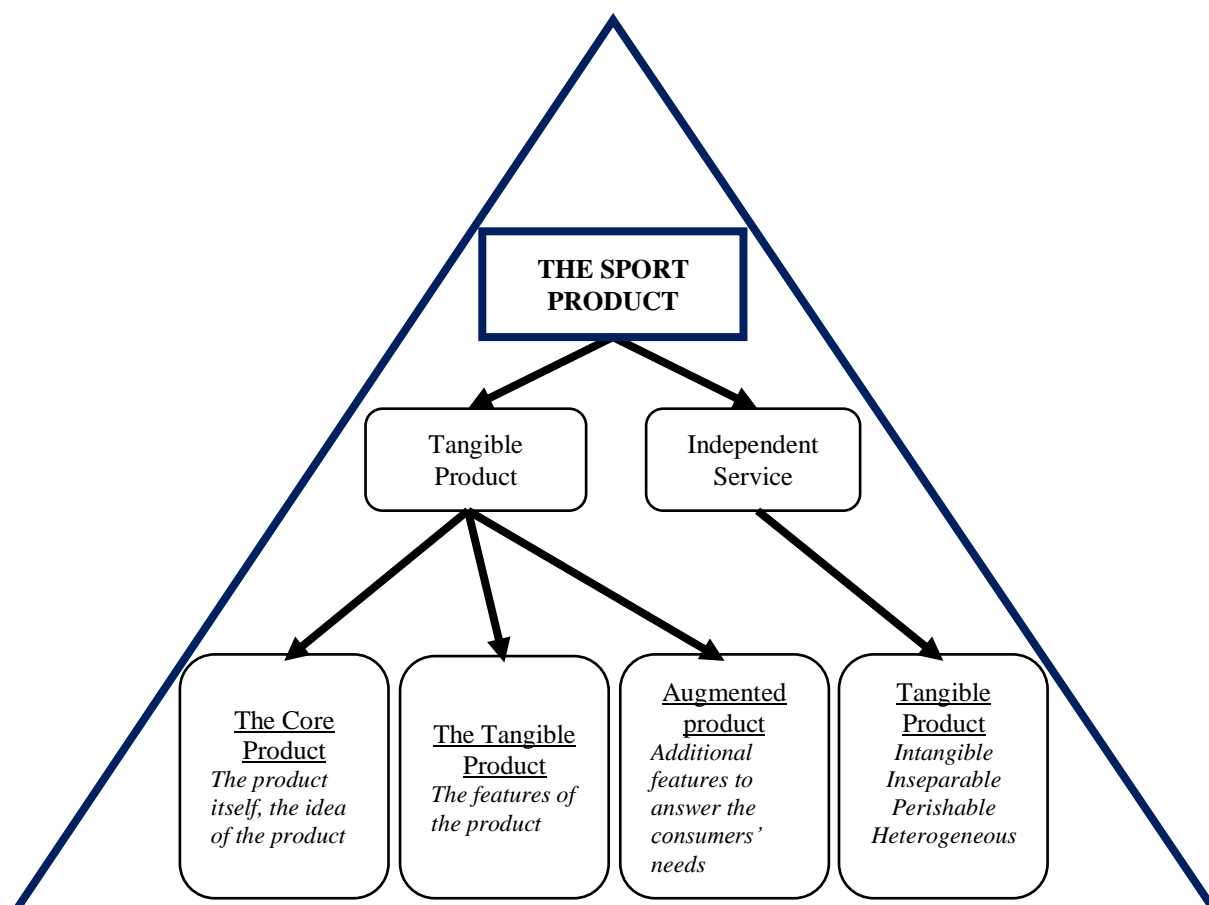 THE SPORT
PRODUCT
Tangible
Product
Independent
Service
The Core
Product
The product
itself, the idea
of the product
The Tangible
Product
The features of
the product
Augmented
product
Additional
features to
answer the
consumers’
needs
Tangible
Product
Intangible
Inseparable
Perishable
Heterogeneous